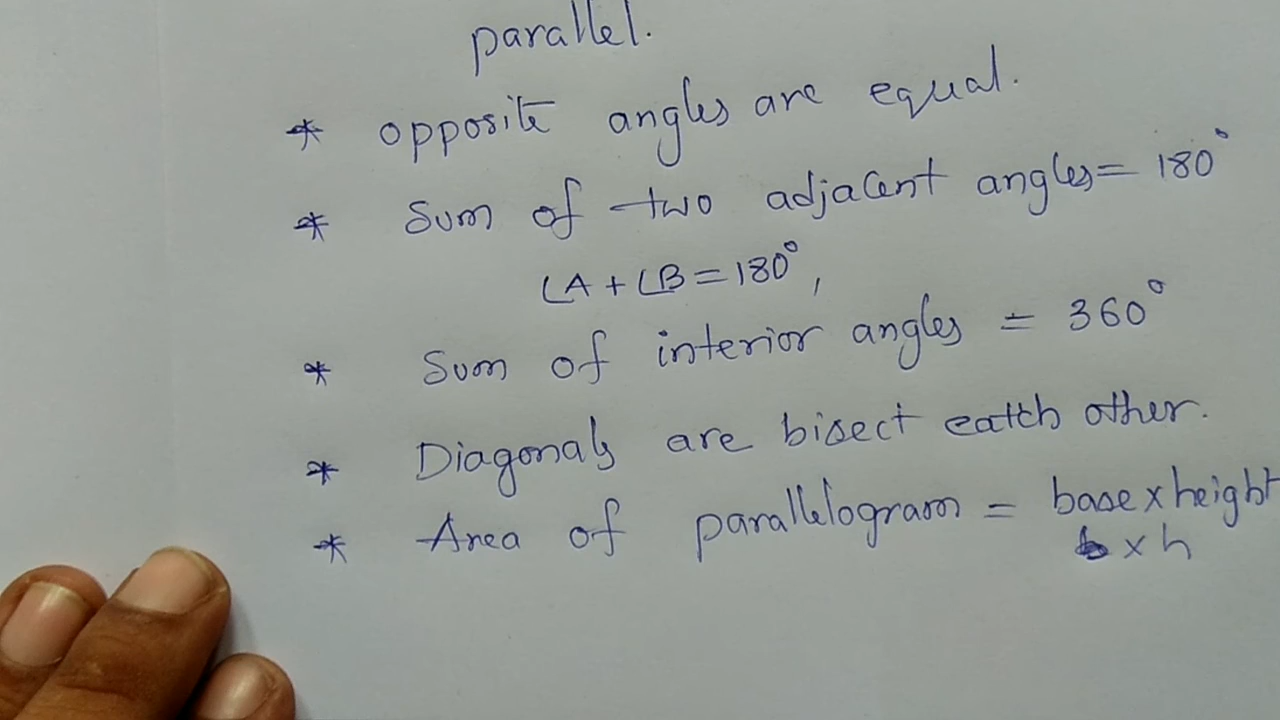 parallel.
* opposite angles are equal.
* Sum of two adjacent angles = 180°
∠A + ∠B = 180°,
* Sum of interior angles = 360°
* Diagonals are bisect eatch other.
* Area of parallelogram = base x height
b x h